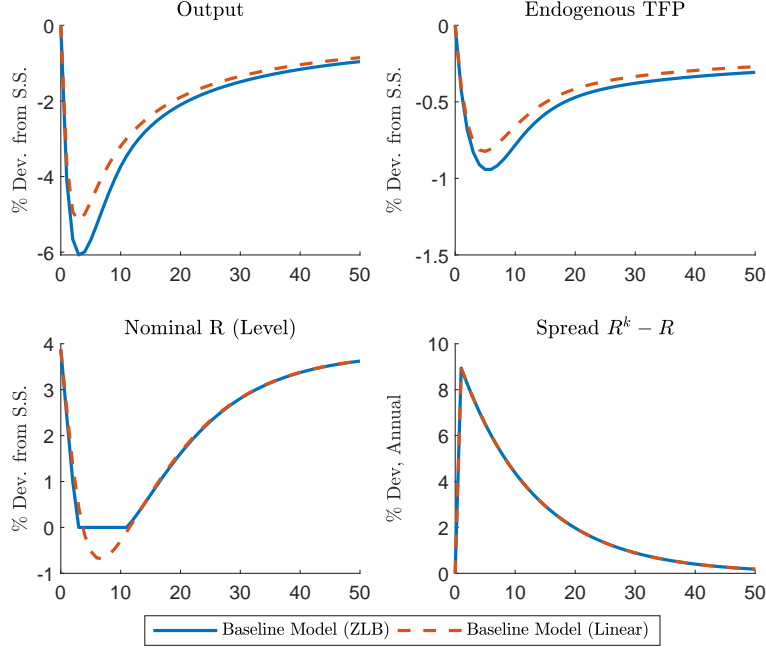 Output
% Dev. from S.S.
0
-2
-4
-6
0 10 20 30 40 50
Endogenous TFP
% Dev. from S.S.
0
-0.5
-1
-1.5
0 10 20 30 40 50
Nominal R (Level)
% Dev. from S.S.
4
3
2
1
0
-1
0 10 20 30 40 50
Spread R^k − R
% Dev, Annual
10
8
6
4
2
0
0 10 20 30 40 50
Baseline Model (ZLB) Baseline Model (Linear)